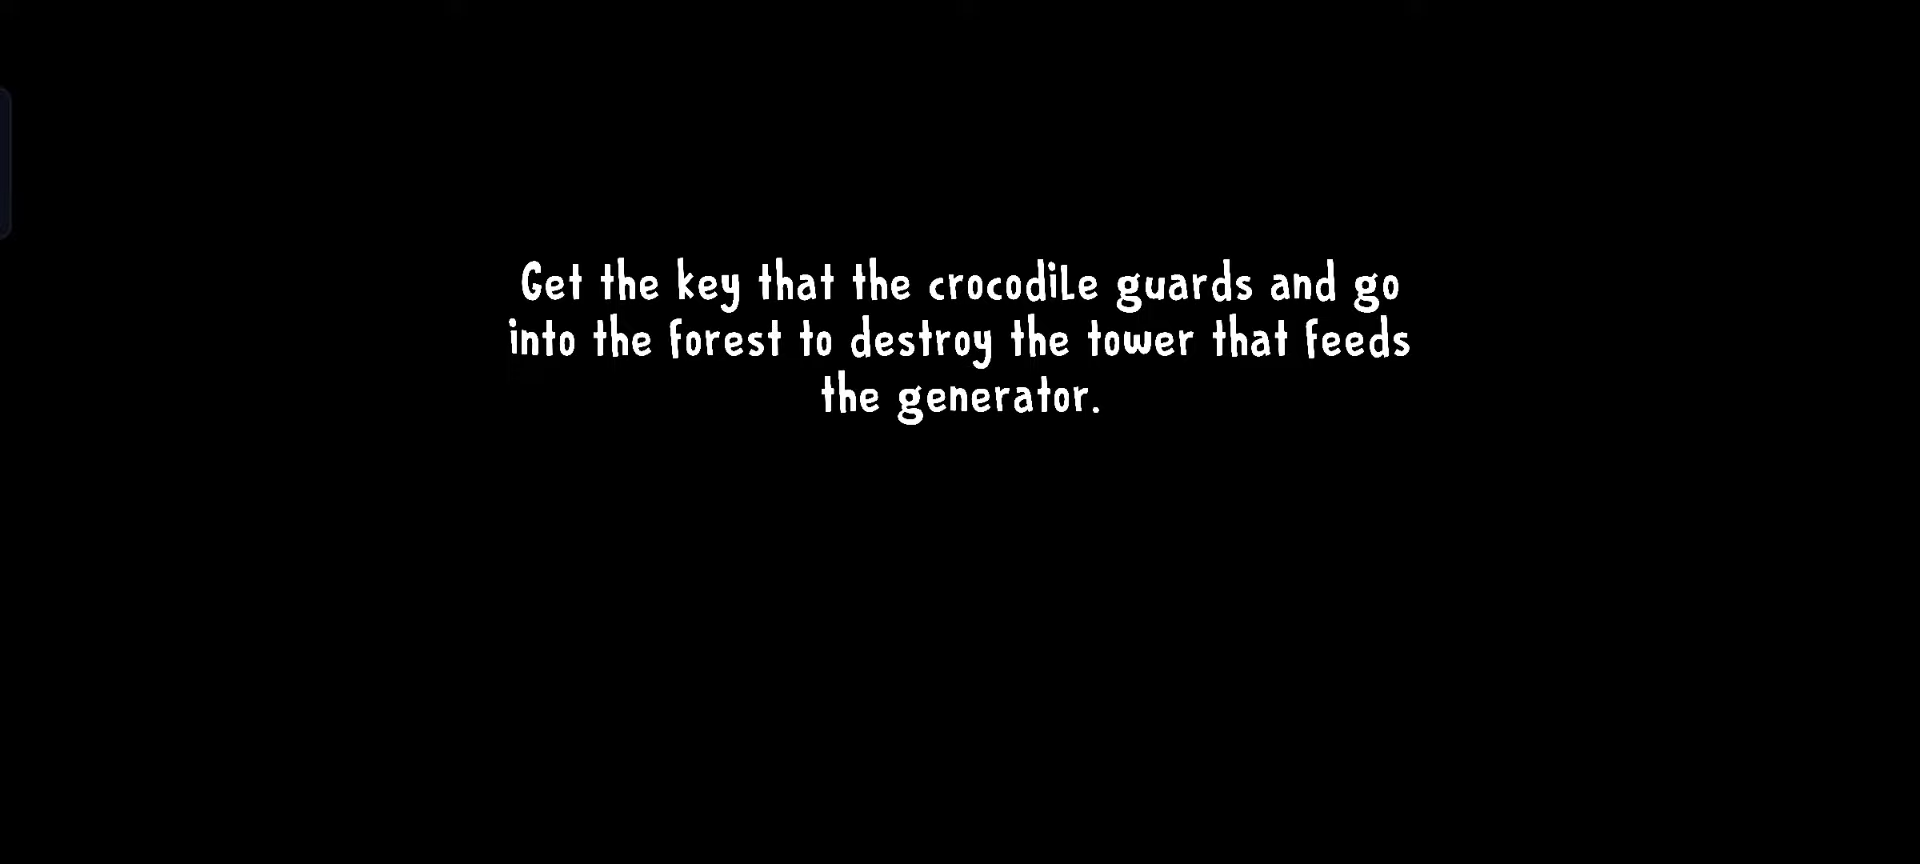 Get the key that the crocodile guards and go
into the forest to destroy the tower that feeds
the generator.